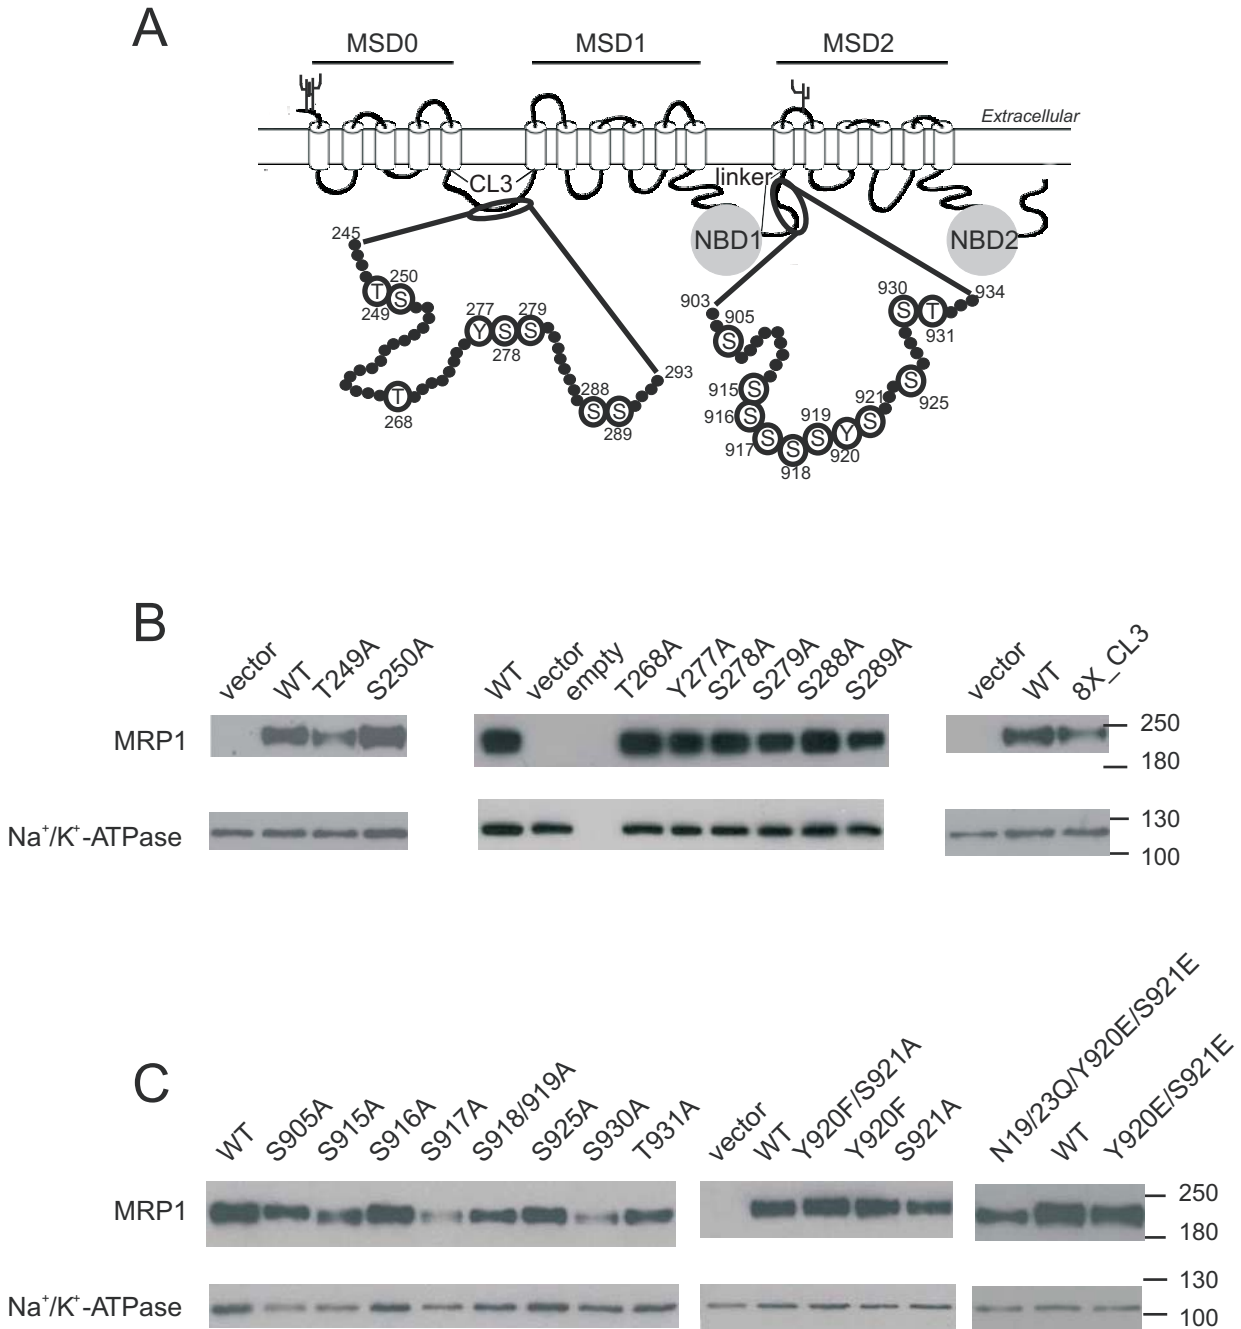 A
MSD0 MSD1 MSD2
Extracellular
CL3 linker
NBD1 NBD2
245 250 T S 249
277 279 Y S S 278
T 268
288 S S 289
293
903 905 S
915 S
916 S
917 S
S 918
919 S
Y 920
921 S
S 925
930 S T 931
934
B
vector WT T249A S250A
WT vector empty T268A Y277A S278A S279A S288A S289A
vector WT 8X_CL3
MRP1
250
180
Na⁺/K⁺-ATPase
130
100
C
WT S905A S915A S916A S917A S918/919A S925A S930A T931A
vector WT Y920F/S921A Y920F S921A
N19/23Q/Y920E/S921E WT Y920E/S921E
MRP1
250
180
Na⁺/K⁺-ATPase
130
100